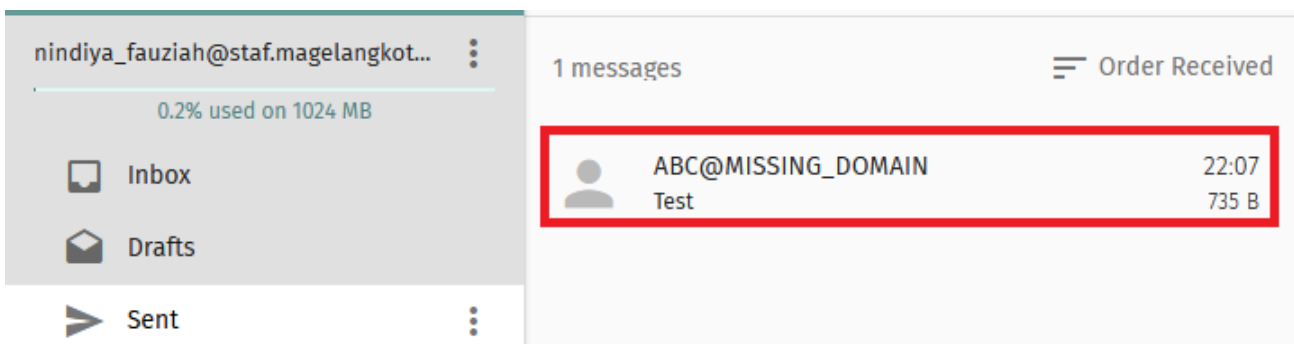 nindiya_fauziah@staf.magelangkot...
0.2% used on 1024 MB
Inbox
Drafts
Sent
1 messages
Order Received
ABC@MISSING_DOMAIN
22:07
Test
735 B